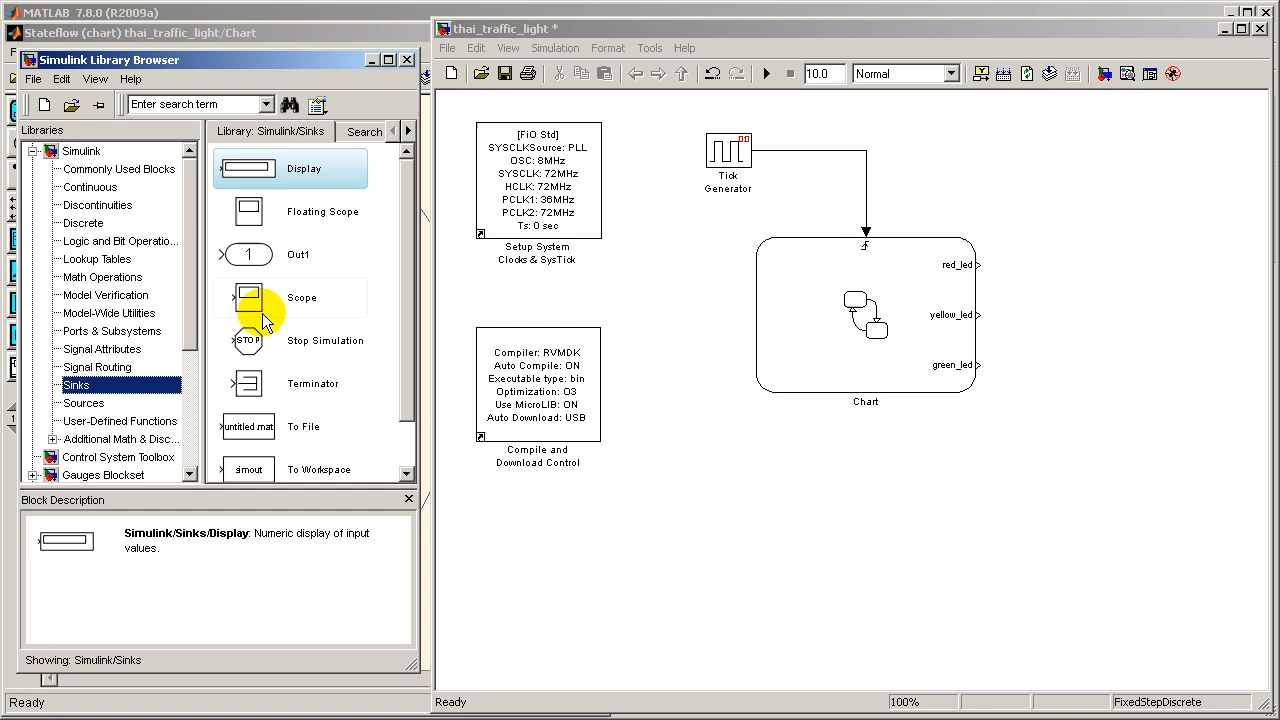 MATLAB 7.8.0 (R2009a)
Stateflow (chart) thai_traffic_light/Chart
Simulink Library Browser
File Edit View Help
Enter search term
Libraries
Library: Simulink/Sinks
Search
Simulink
Commonly Used Blocks
Continuous
Discontinuities
Discrete
Logic and Bit Operatio...
Lookup Tables
Math Operations
Model Verification
Model-Wide Utilities
Ports & Subsystems
Signal Attributes
Signal Routing
Sinks
Sources
User-Defined Functions
Additional Math & Disc...
Control System Toolbox
Gauges Blockset
Display
Floating Scope
1
Out1
Scope
STOP
Stop Simulation
Terminator
untitled.mat
To File
simout
To Workspace
Block Description
Simulink/Sinks/Display: Numeric display of input
values.
Showing: Simulink/Sinks
Ready
thai_traffic_light *
File Edit View Simulation Format Tools Help
10.0
Normal
[FiO Std]
SYSCLKSource: PLL
OSC: 8MHz
SYSCLK: 72MHz
HCLK: 72MHz
PCLK1: 36MHz
PCLK2: 72MHz
Ts: 0 sec
Setup System
Clocks & SysTick
Compiler: RVMDK
Auto Compile: ON
Executable type: bin
Optimization: O3
Use MicroLIB: ON
Auto Download: USB
Compile and
Download Control
Tick
Generator
red_led
yellow_led
green_led
Chart
Ready
100%
FixedStepDiscrete